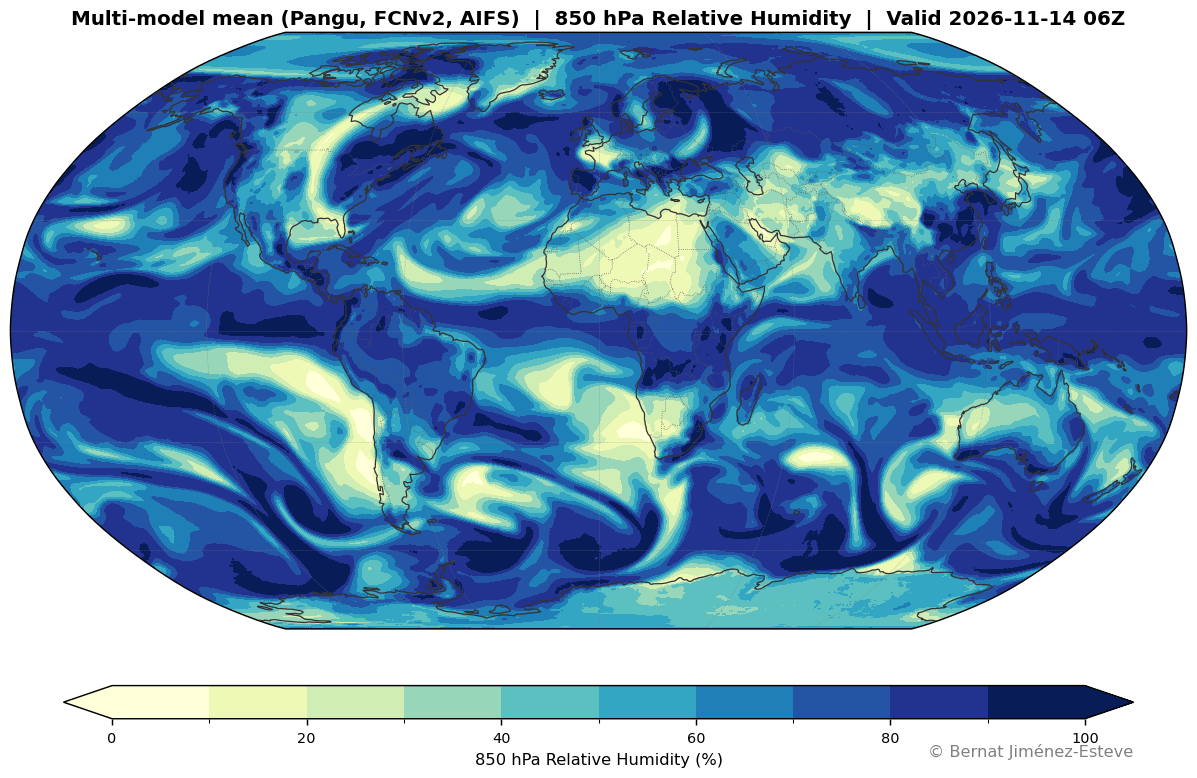 Multi-model mean (Pangu, FCNv2, AIFS) | 850 hPa Relative Humidity | Valid 2026-11-14 06Z
0 20 40 60 80 100
850 hPa Relative Humidity (%)
© Bernat Jiménez-Esteve